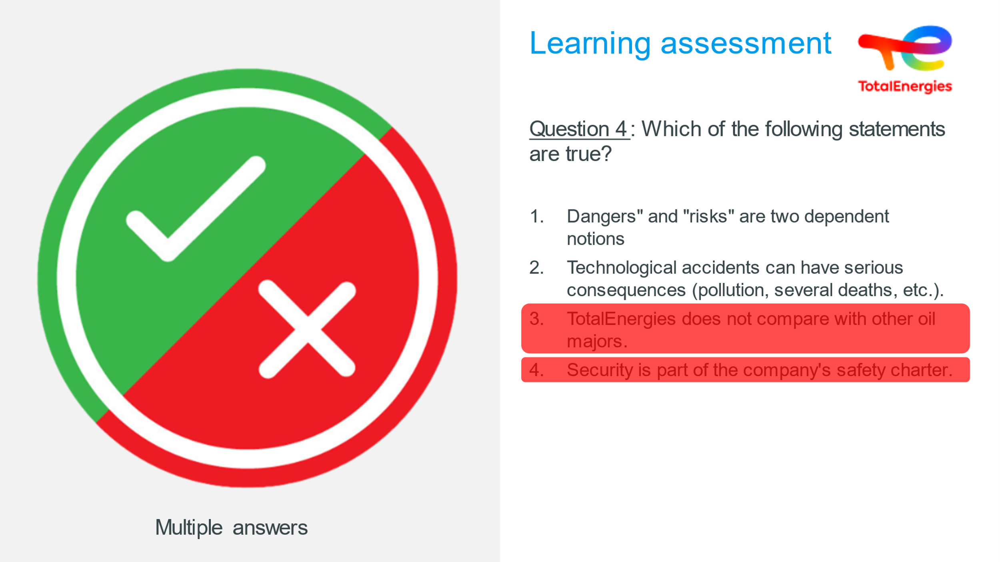 Learning assessment
TotalEnergies
Question 4: Which of the following statements
are true?
1. Dangers" and "risks" are two dependent
notions
2. Technological accidents can have serious
consequences (pollution, several deaths, etc.).
3. TotalEnergies does not compare with other oil
majors.
4. Security is part of the company's safety charter.
Multiple answers